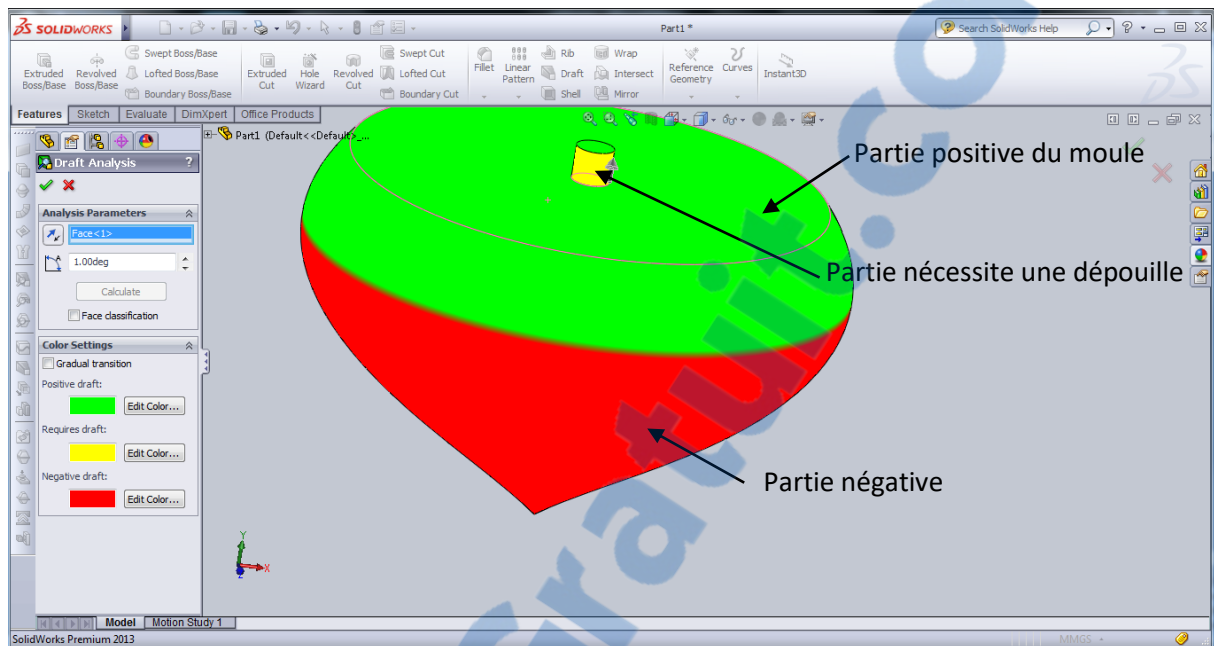 SOLIDWORKS
Part1 *
Search SolidWorks Help
Extruded Boss/Base
Revolved Boss/Base
Swept Boss/Base
Lofted Boss/Base
Boundary Boss/Base
Extruded Cut
Hole Wizard
Revolved Cut
Swept Cut
Lofted Cut
Boundary Cut
Fillet
Linear Pattern
Rib
Draft
Shell
Wrap
Intersect
Mirror
Reference Geometry
Curves
Instant3D
Features
Sketch
Evaluate
DimXpert
Office Products
Part1 (Default<<Default>_...
Draft Analysis ?
Analysis Parameters
Face<1>
1.00deg
Calculate
Face classification
Color Settings
Gradual transition
Positive draft:
Edit Color...
Requires draft:
Edit Color...
Negative draft:
Edit Color...
Partie positive du moule
Partie nécessite une dépouille
Partie négative
Y
X
Z
Model
Motion Study 1
SolidWorks Premium 2013
MMGS
Gratuit.co